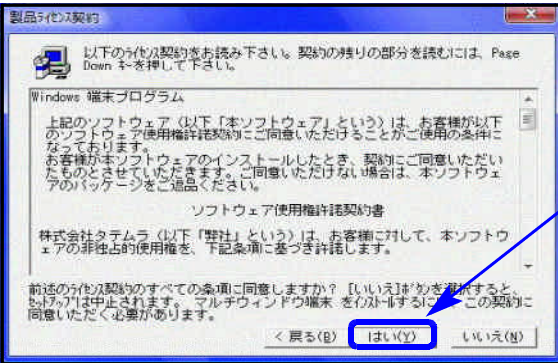 製品ﾗｲｾﾝｽ契約
以下のﾗｲｾﾝｽ契約をお読み下さい。契約の残りの部分を読むには、Page
Down ｷｰを押して下さい。
Windows 端末プログラム
上記のソフトウェア（以下「本ソフトウェア」という）は、お客様が以下
のソフトウェア使用権許諾契約にご同意いただけることがご使用の条件に
なっております。
お客様が本ソフトウェアのインストールしたとき、契約にご同意いただい
たものとさせていただきます。ご同意いただけない場合は、本ソフトウェ
アのパッケージをご返品ください。
ソフトウェア使用権許諾契約書
株式会社タテムラ（以下「弊社」という）は、お客様に対して、本ソフトウ
ェアの非独占的使用権を、下記条項に基づき許諾します。
前述のﾗｲｾﾝｽ契約のすべての条項に同意しますか？ [いいえ]ﾎﾞﾀﾝを選択すると、
ｾｯﾄｱｯﾌﾟは中止されます。 マルチウィンドウ端末 をｲﾝｽﾄｰﾙするには この契約に
同意いただく必要があります。
< 戻る(B) はい(Y) いいえ(N)